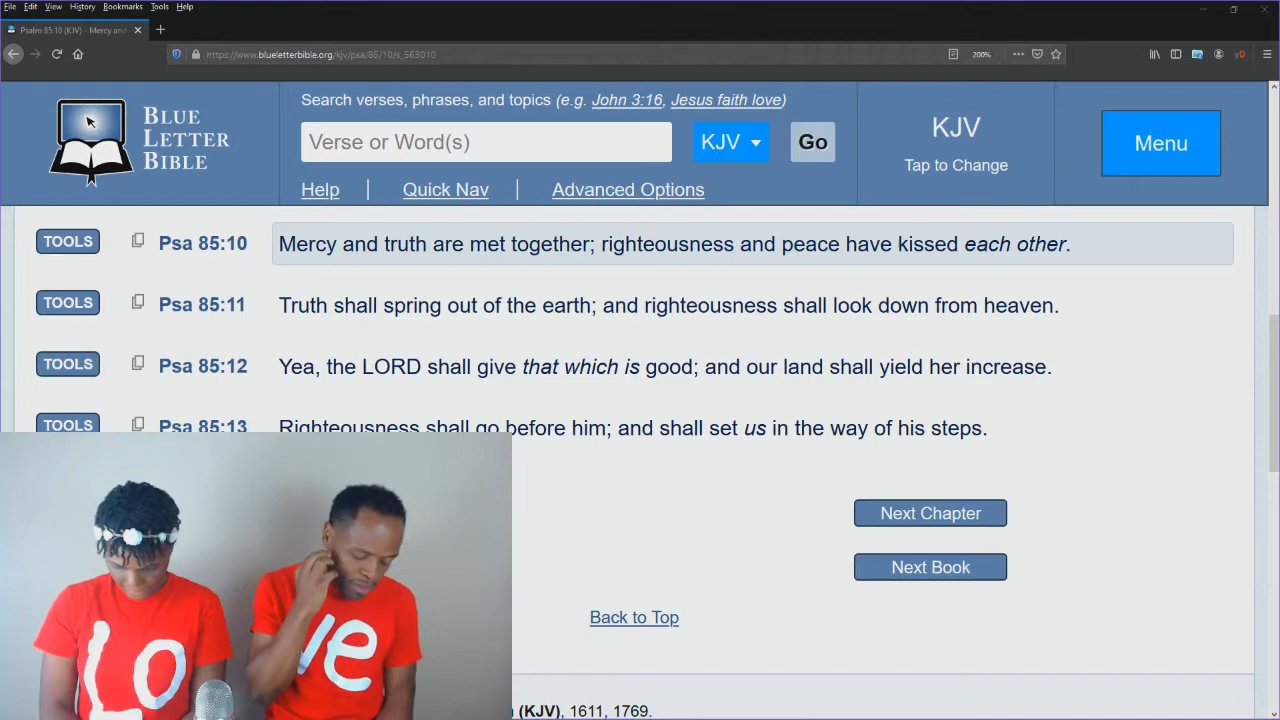 File Edit View History Bookmarks Tools Help
Psalm 85:10 (KJV) - Mercy and
https://www.blueletterbible.org/kjv/psa/85/10/s_563010
200%
BLUE
LETTER
BIBLE
Search verses, phrases, and topics (e.g. John 3:16, Jesus faith love)
Verse or Word(s) KJV Go
Help | Quick Nav | Advanced Options
KJV
Tap to Change
Menu
TOOLS Psa 85:10 Mercy and truth are met together; righteousness and peace have kissed each other.
TOOLS Psa 85:11 Truth shall spring out of the earth; and righteousness shall look down from heaven.
TOOLS Psa 85:12 Yea, the LORD shall give that which is good; and our land shall yield her increase.
TOOLS Psa 85:13 Righteousness shall go before him; and shall set us in the way of his steps.
Next Chapter
Next Book
Back to Top
(KJV), 1611, 1769.
Lo
ve